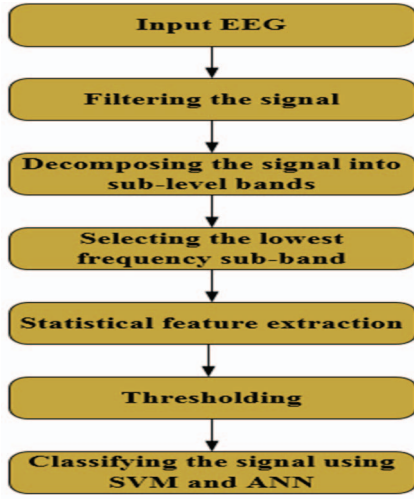 Input EEG
Filtering the signal
Decomposing the signal into
sub-level bands
Selecting the lowest
frequency sub-band
Statistical feature extraction
Thresholding
Classifying the signal using
SVM and ANN